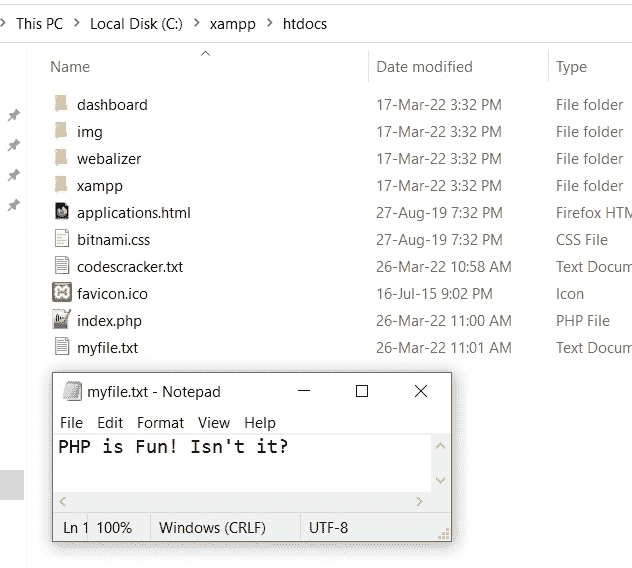 This PC > Local Disk (C:) > xampp > htdocs
Name Date modified Type
dashboard 17-Mar-22 3:32 PM File folder
img 17-Mar-22 3:32 PM File folder
webalizer 17-Mar-22 3:32 PM File folder
xampp 17-Mar-22 3:32 PM File folder
applications.html 27-Aug-19 7:32 PM Firefox HTM
bitnami.css 27-Aug-19 7:32 PM CSS File
codescracker.txt 26-Mar-22 10:58 AM Text Docum
favicon.ico 16-Jul-15 9:02 PM Icon
index.php 26-Mar-22 11:00 AM PHP File
myfile.txt 26-Mar-22 11:01 AM Text Docum
myfile.txt - Notepad
File Edit Format View Help
PHP is Fun! Isn't it?
Ln 1 100% Windows (CRLF) UTF-8